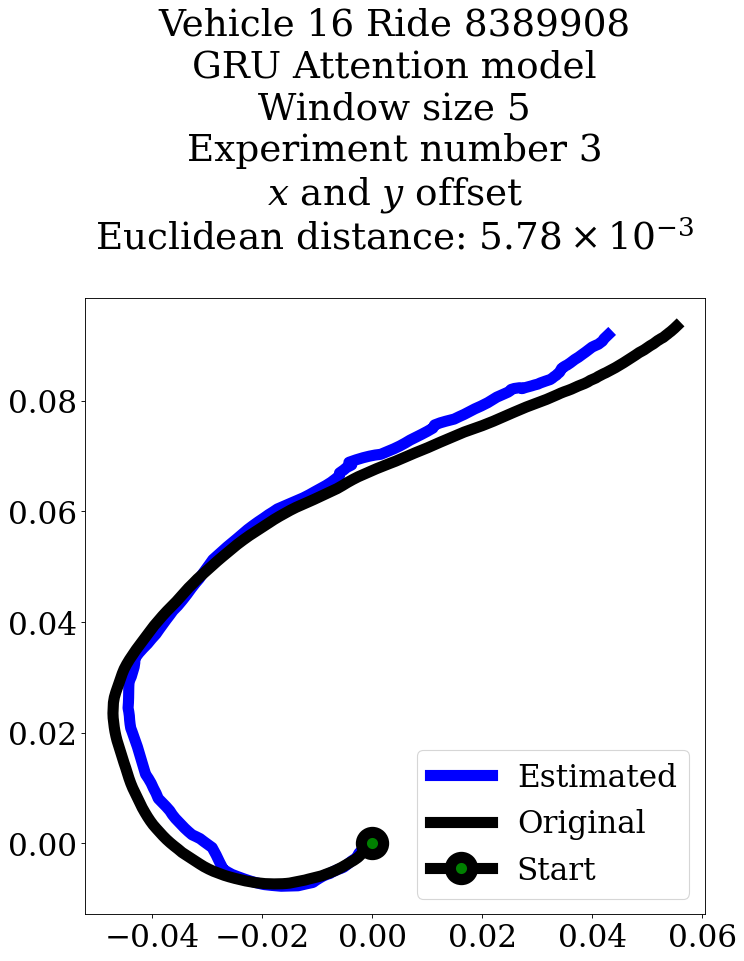 Vehicle 16 Ride 8389908
GRU Attention model
Window size 5
Experiment number 3
x and y offset
Euclidean distance: 5.78 × 10⁻³
0.08
0.06
0.04
0.02
0.00
Estimated
Original
Start
−0.04 −0.02 0.00 0.02 0.04 0.06